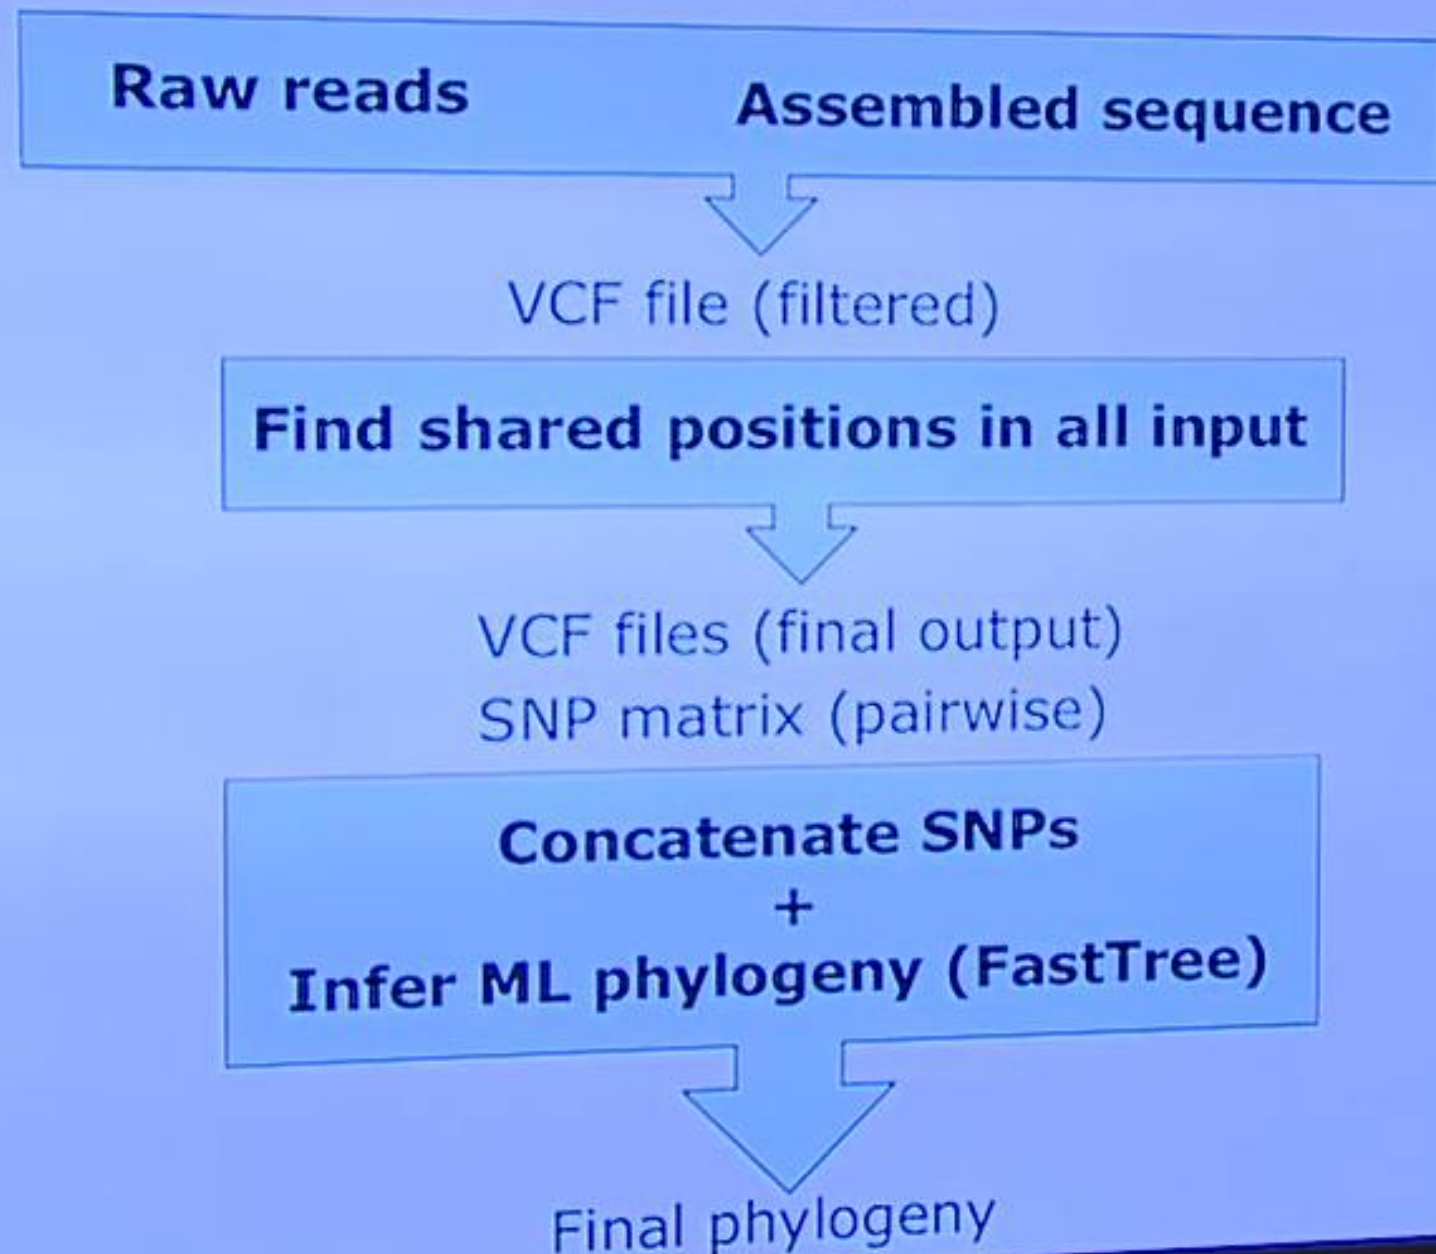 Raw reads
Assembled sequence
VCF file (filtered)
Find shared positions in all input
VCF files (final output)
SNP matrix (pairwise)
Concatenate SNPs
+
Infer ML phylogeny (FastTree)
Final phylogeny